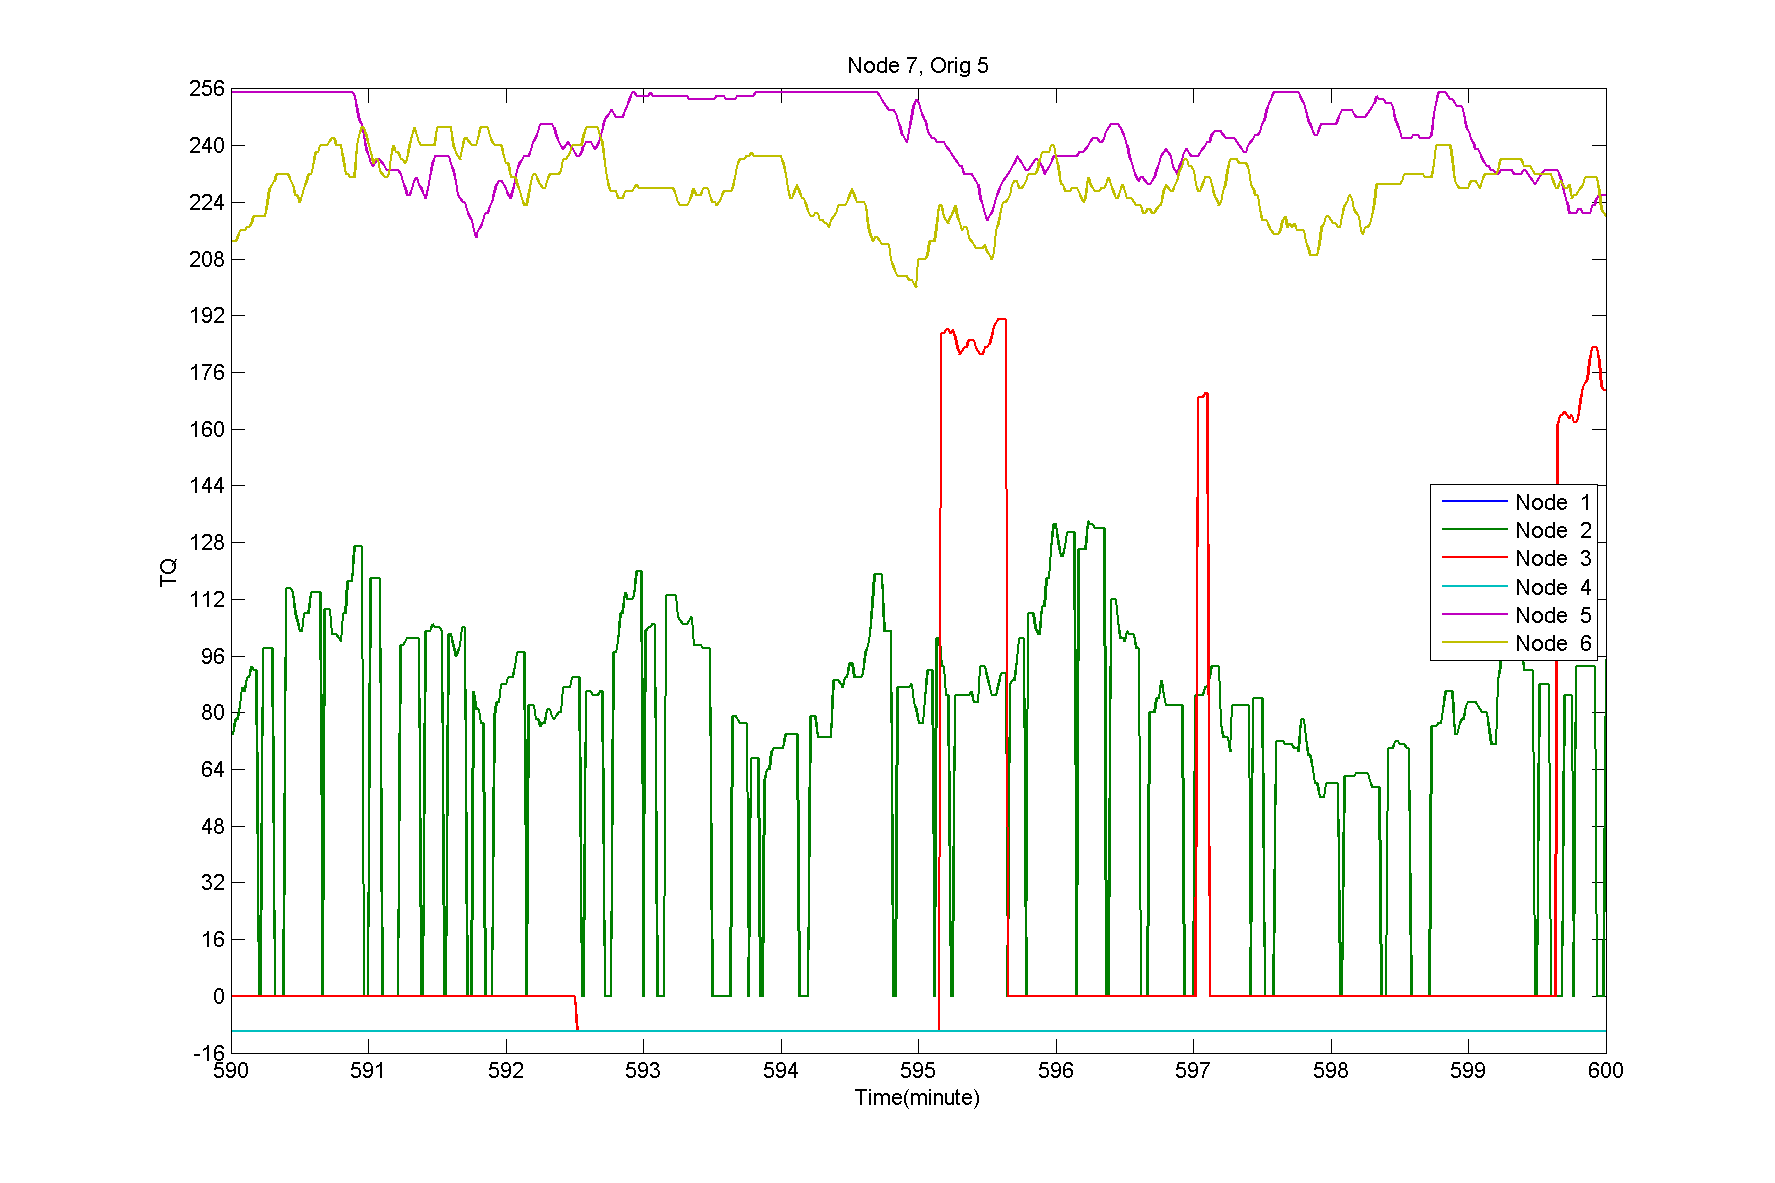 Node 7, Orig 5
256
240
224
208
192
176
160
144
128
112
96
80
64
48
32
16
0
-16
TQ
Node 1
Node 2
Node 3
Node 4
Node 5
Node 6
590 591 592 593 594 595 596 597 598 599 600
Time(minute)